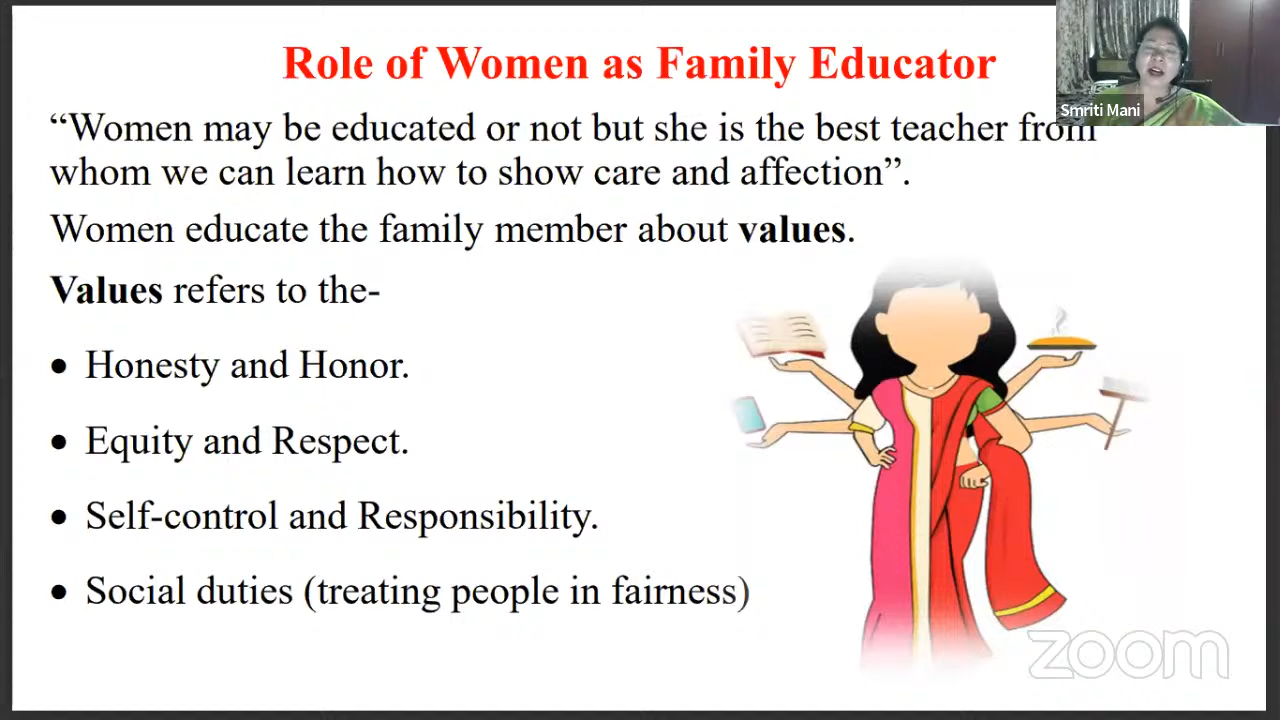 Role of Women as Family Educator
Smriti Mani
“Women may be educated or not but she is the best teacher from
whom we can learn how to show care and affection”.
Women educate the family member about values.
Values refers to the-
• Honesty and Honor.
• Equity and Respect.
• Self-control and Responsibility.
• Social duties (treating people in fairness)
zoom